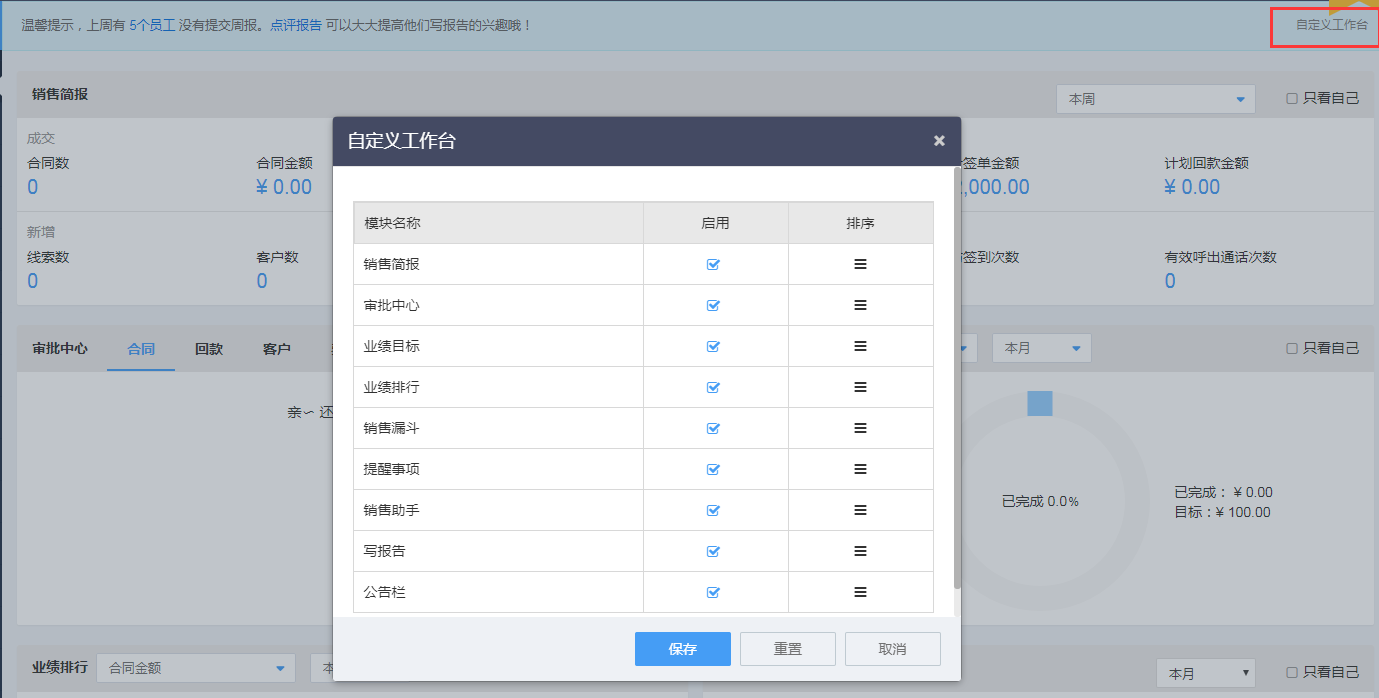 温馨提示，上周有 5个员工 没有提交周报。点评报告 可以大大提高他们写报告的兴趣哦！
自定义工作台
销售简报
本周
只看自己
成交
合同数
合同金额
签单金额
计划回款金额
0
¥ 0.00
,000.00
¥ 0.00
新增
线索数
客户数
签到次数
有效呼出通话次数
0
0
0
审批中心
合同
回款
客户
本月
只看自己
亲~ 还
已完成 0.0%
已完成： ¥ 0.00
目标：¥ 100.00
业绩排行
合同金额
本
本月
只看自己
自定义工作台
×
模块名称
启用
排序
销售简报
审批中心
业绩目标
业绩排行
销售漏斗
提醒事项
销售助手
写报告
公告栏
保存
重置
取消